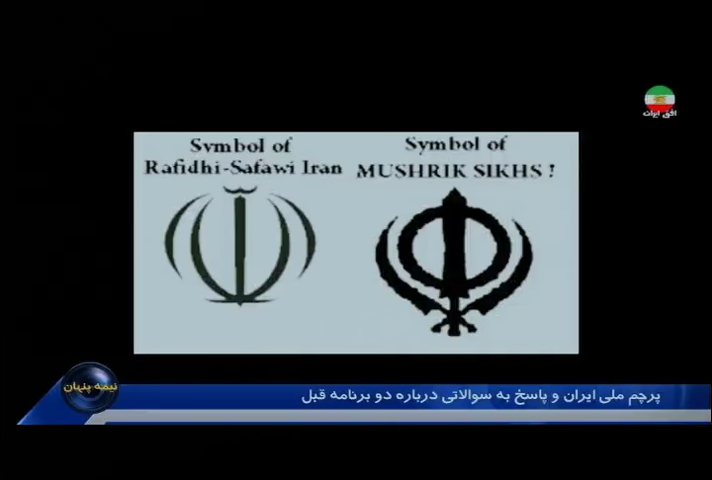 افق ایران
Symbol of
Rafidhi-Safawi Iran
Symbol of
MUSHRIK SIKHS !
نیمه پنهان
پرچم ملی ایران و پاسخ به سوالاتی درباره دو برنامه قبل